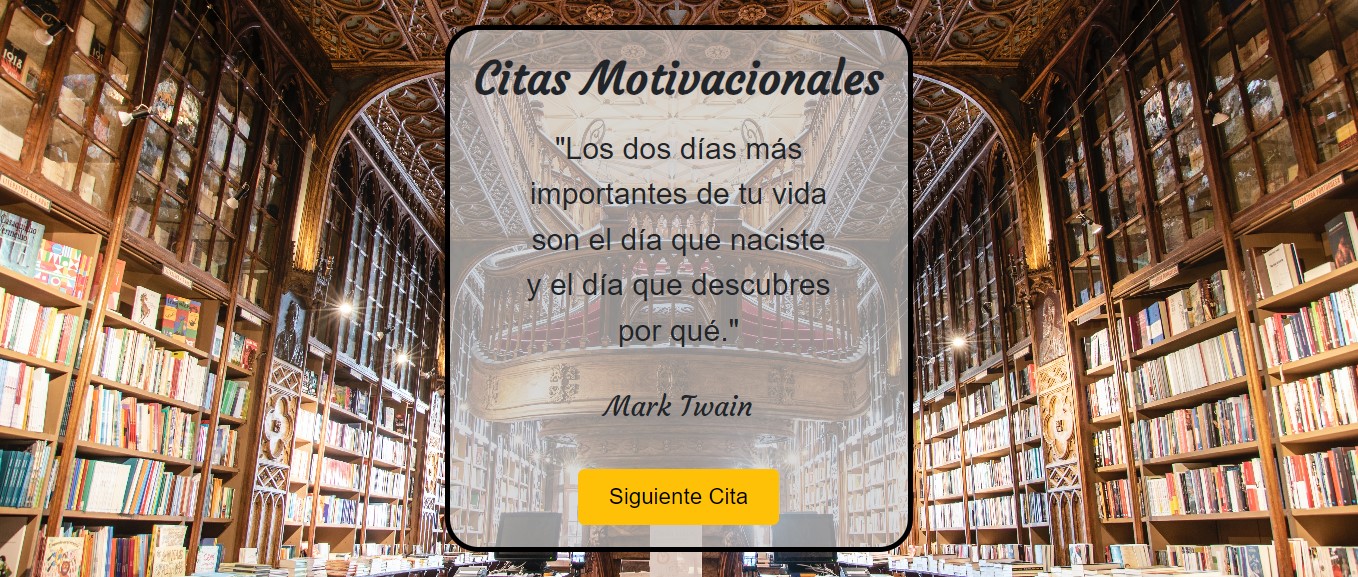 Citas Motivacionales
"Los dos días más
importantes de tu vida
son el día que naciste
y el día que descubres
por qué."
Mark Twain
Siguiente Cita
1918